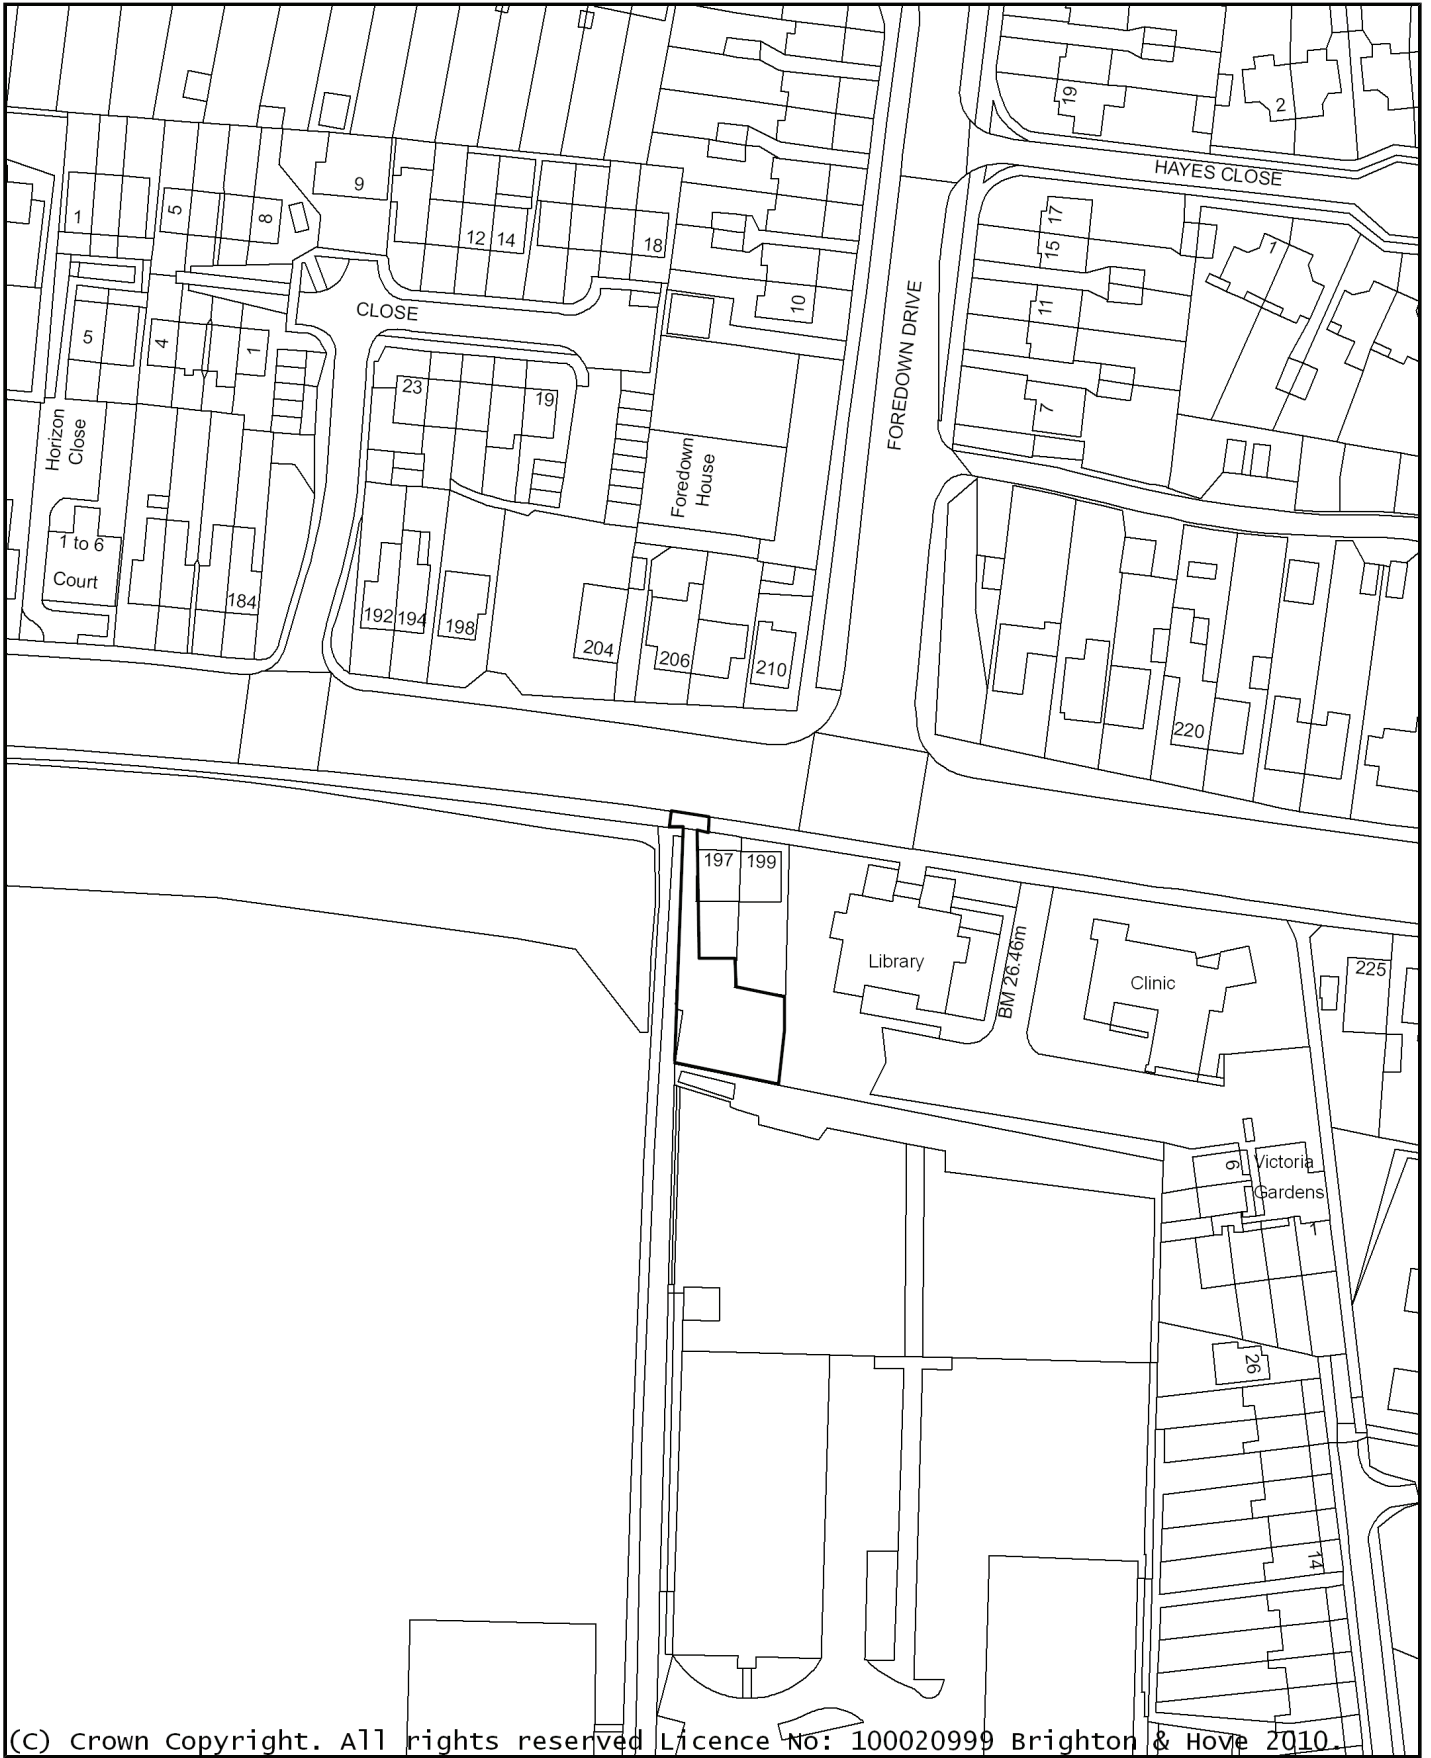 19
2
HAYES CLOSE
9
1
5
8
12
14
18
10
17
15
1
11
7
CLOSE
FOREDOWN DRIVE
5
4
1
23
19
Horizon
Close
Foredown
House
1 to 6
Court
184
192
194
198
204
206
210
220
197
199
Library
BM 26.46m
Clinic
225
6
Victoria
Gardens
1
26
14
(C) Crown Copyright. All rights reserved Licence No: 100020999 Brighton & Hove 2010.